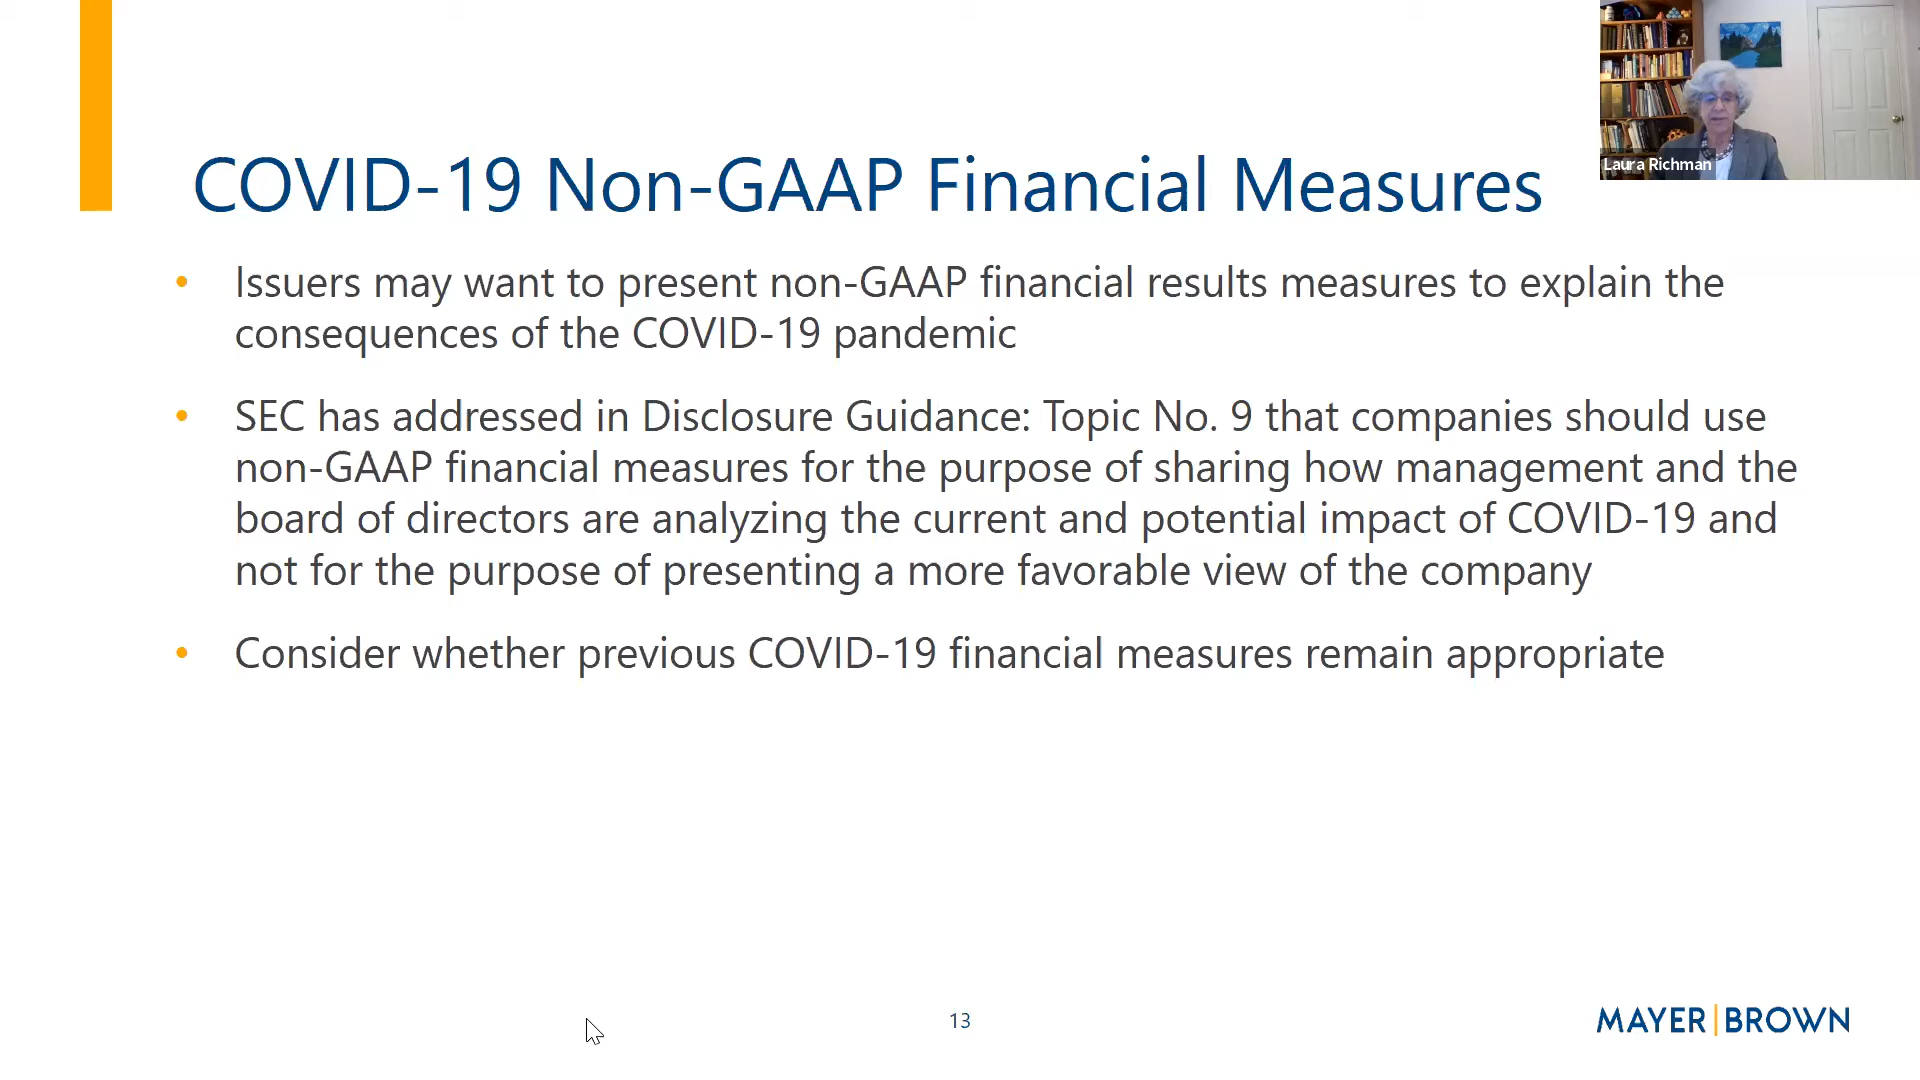 Laura Richman
COVID-19 Non-GAAP Financial Measures
• Issuers may want to present non-GAAP financial results measures to explain the
consequences of the COVID-19 pandemic
• SEC has addressed in Disclosure Guidance: Topic No. 9 that companies should use
non-GAAP financial measures for the purpose of sharing how management and the
board of directors are analyzing the current and potential impact of COVID-19 and
not for the purpose of presenting a more favorable view of the company
• Consider whether previous COVID-19 financial measures remain appropriate
13
MAYER|BROWN